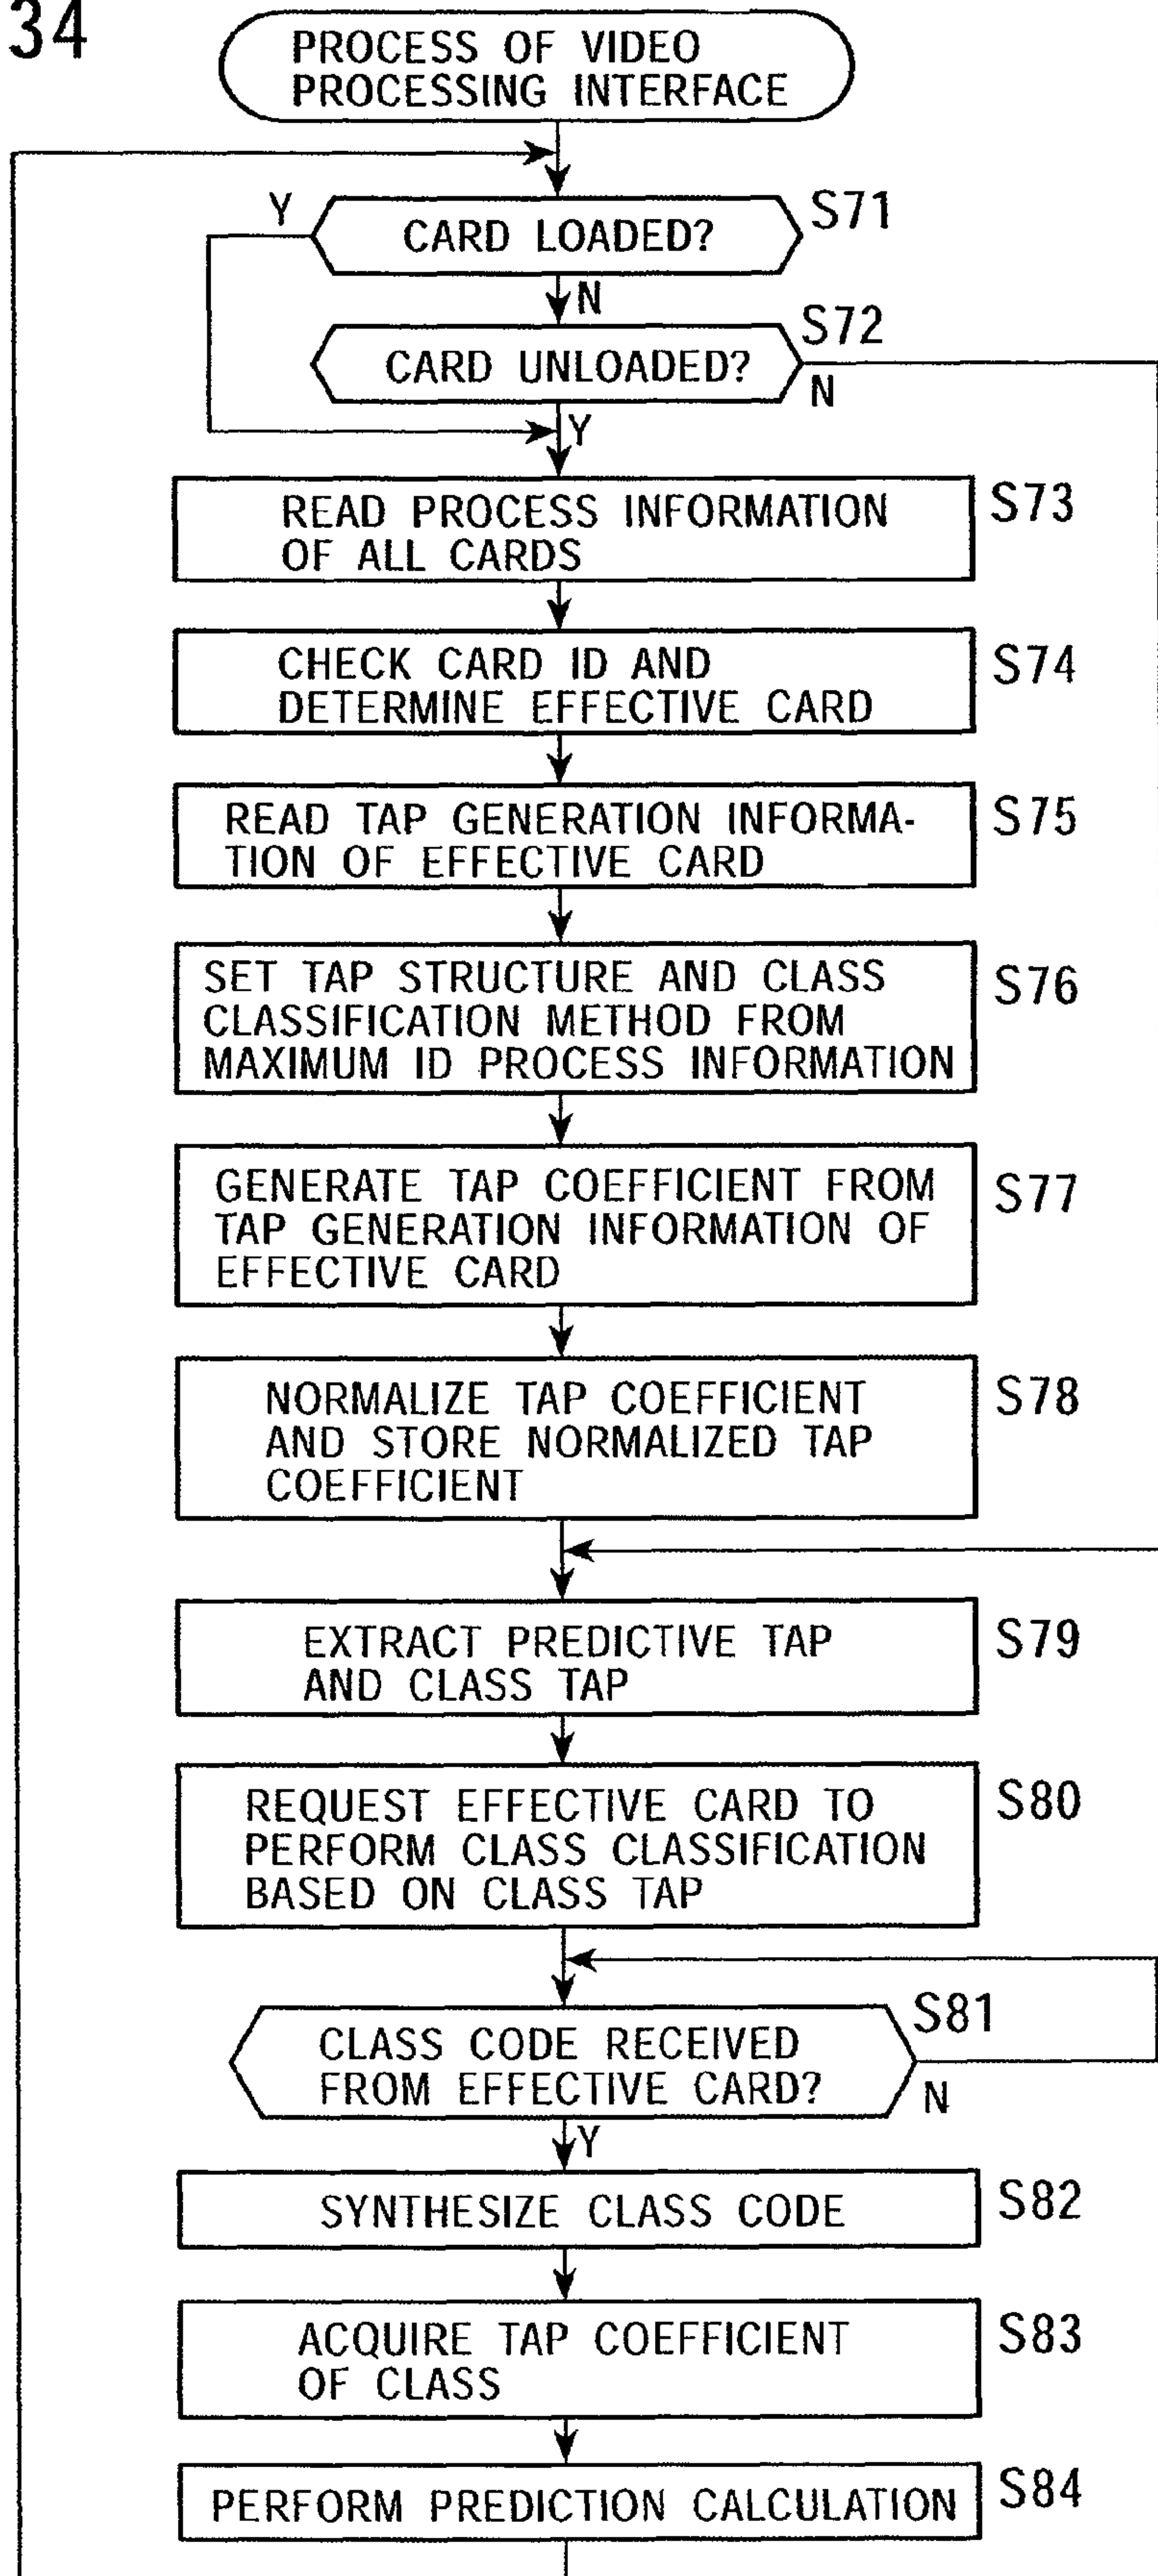 34
PROCESS OF VIDEO
PROCESSING INTERFACE
Y
CARD LOADED?
S71
N
S72
CARD UNLOADED?
N
Y
READ PROCESS INFORMATION
OF ALL CARDS
S73
CHECK CARD ID AND
DETERMINE EFFECTIVE CARD
S74
READ TAP GENERATION INFORMA-
TION OF EFFECTIVE CARD
S75
SET TAP STRUCTURE AND CLASS
CLASSIFICATION METHOD FROM
MAXIMUM ID PROCESS INFORMATION
S76
GENERATE TAP COEFFICIENT FROM
TAP GENERATION INFORMATION OF
EFFECTIVE CARD
S77
NORMALIZE TAP COEFFICIENT
AND STORE NORMALIZED TAP
COEFFICIENT
S78
EXTRACT PREDICTIVE TAP
AND CLASS TAP
S79
REQUEST EFFECTIVE CARD TO
PERFORM CLASS CLASSIFICATION
BASED ON CLASS TAP
S80
S81
CLASS CODE RECEIVED
FROM EFFECTIVE CARD?
N
Y
SYNTHESIZE CLASS CODE
S82
ACQUIRE TAP COEFFICIENT
OF CLASS
S83
PERFORM PREDICTION CALCULATION
S84